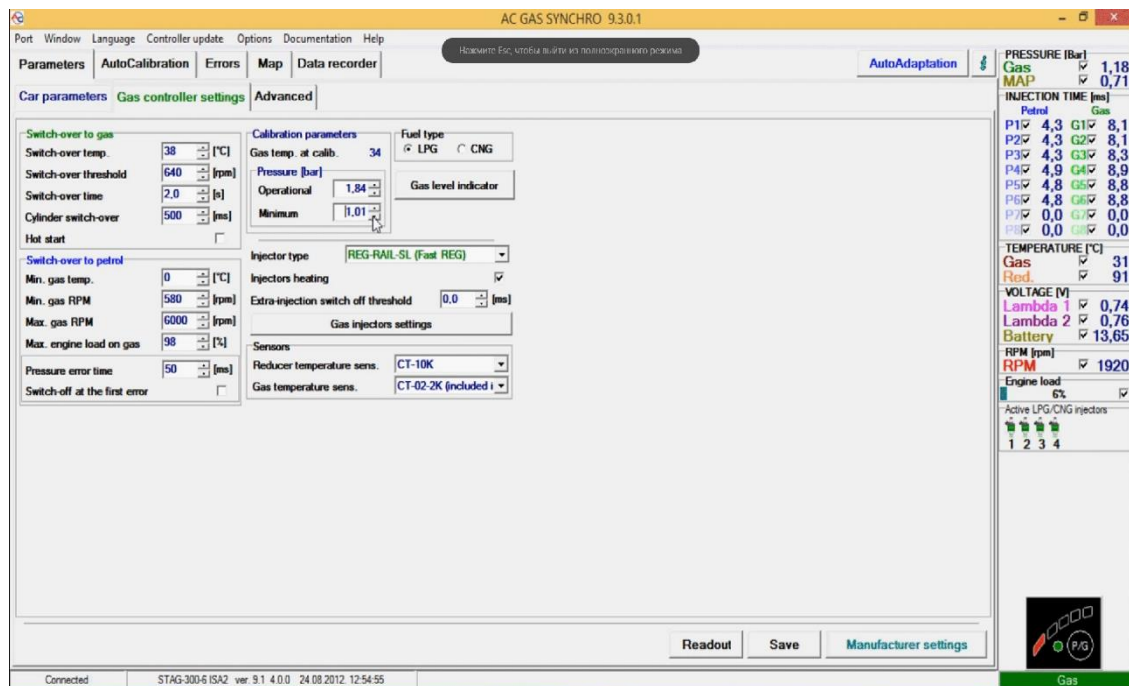 AC GAS SYNCHRO 9.3.0.1
Port Window Language Controller update Options Documentation Help
Нажмите Esc, чтобы выйти из полноэкранного режима
Parameters AutoCalibration Errors Map Data recorder
AutoAdaptation
Car parameters Gas controller settings Advanced
Switch-over to gas
Switch-over temp. 38 [°C]
Switch-over threshold 640 [rpm]
Switch-over time 2,0 [s]
Cylinder switch-over 500 [ms]
Hot start
Switch-over to petrol
Min. gas temp. 0 [°C]
Min. gas RPM 580 [rpm]
Max. gas RPM 6000 [rpm]
Max. engine load on gas 98 [%]
Pressure error time 50 [ms]
Switch-off at the first error
Calibration parameters
Gas temp. at calib. 34
Pressure [bar]
Operational 1,84
Minimum 1,01
Fuel type
LPG CNG
Gas level indicator
Injector type REG-RAIL-SL (Fast REG)
Injectors heating
Extra-injection switch off threshold 0,0 [ms]
Gas injectors settings
Sensors
Reducer temperature sens. CT-10K
Gas temperature sens. CT-02-2K (included i
Readout Save Manufacturer settings
PRESSURE [Bar]
Gas 1,18
MAP 0,71
INJECTION TIME [ms]
Petrol Gas
P1 4,3 G1 8,1
P2 4,3 G2 8,1
P3 4,3 G3 8,3
P4 4,9 G4 8,9
P5 4,8 G5 8,8
P6 4,8 G6 8,8
P7 0,0 G7 0,0
P8 0,0 G8 0,0
TEMPERATURE [°C]
Gas 31
Red. 91
VOLTAGE [V]
Lambda 1 0,74
Lambda 2 0,76
Battery 13,65
RPM [rpm]
RPM 1920
Engine load
6%
Active LPG/CNG injectors
1 2 3 4
P/G
Gas
Connected STAG-300-6 ISA2 ver. 9.1 4.0.0 24.08.2012. 12:54:55